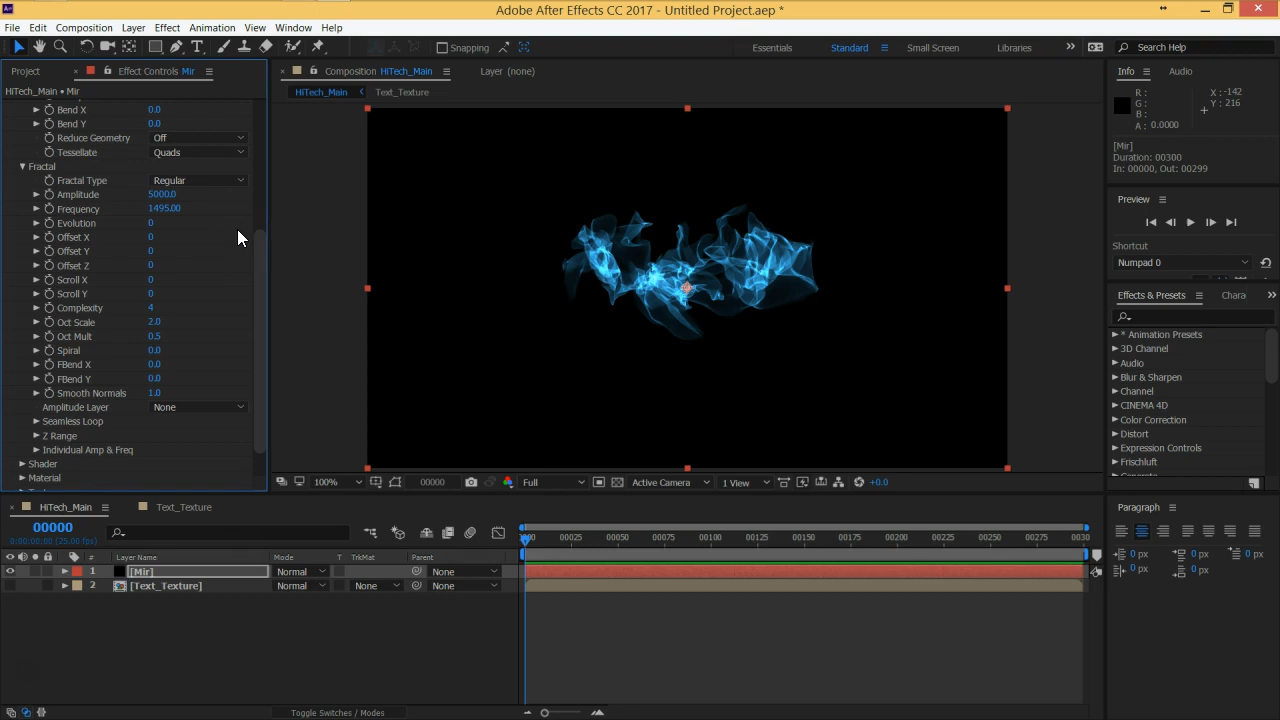 Adobe After Effects CC 2017 - Untitled Project.aep *
File Edit Composition Layer Effect Animation View Window Help
Snapping Essentials Standard Small Screen Libraries Search Help
Project Effect Controls Mir
HiTech_Main • Mir
Bend X 0.0
Bend Y 0.0
Reduce Geometry Off
Tessellate Quads
Fractal
Fractal Type Regular
Amplitude 5000.0
Frequency 1495.00
Evolution 0
Offset X 0
Offset Y 0
Offset Z 0
Scroll X 0
Scroll Y 0
Complexity 4
Oct Scale 2.0
Oct Mult 0.5
Spiral 0.0
FBend X 0.0
FBend Y 0.0
Smooth Normals 1.0
Amplitude Layer None
Seamless Loop
Z Range
Individual Amp & Freq
Shader
Material
Composition HiTech_Main Layer (none)
HiTech_Main Text_Texture
100% 00000 Full Active Camera 1 View +0.0
Info Audio
R : X : -142
G : Y : 216
B :
A : 0.0000
[Mir]
Duration: 00300
In: 00000, Out: 00299
Preview
Shortcut
Numpad 0
Effects & Presets Chara
* Animation Presets
3D Channel
Audio
Blur & Sharpen
Channel
CINEMA 4D
Color Correction
Distort
Expression Controls
Frischluft
Paragraph
0 px 0 px 0 px
0 px 0 px
HiTech_Main Text_Texture
00000
0:00:00:00 (25.00 fps)
# Layer Name Mode T TrkMat Parent
1 [Mir] Normal None
2 [Text_Texture] Normal None None
00025 00050 00075 00100 00125 00150 00175 00200 00225 00250 00275 0030
Toggle Switches / Modes